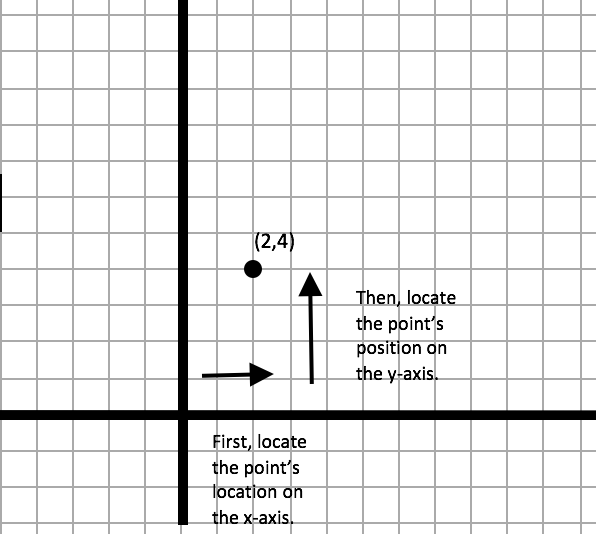 (2,4)
Then, locate
the point's
position on
the y-axis.
First, locate
the point's
location on
the x-axis.